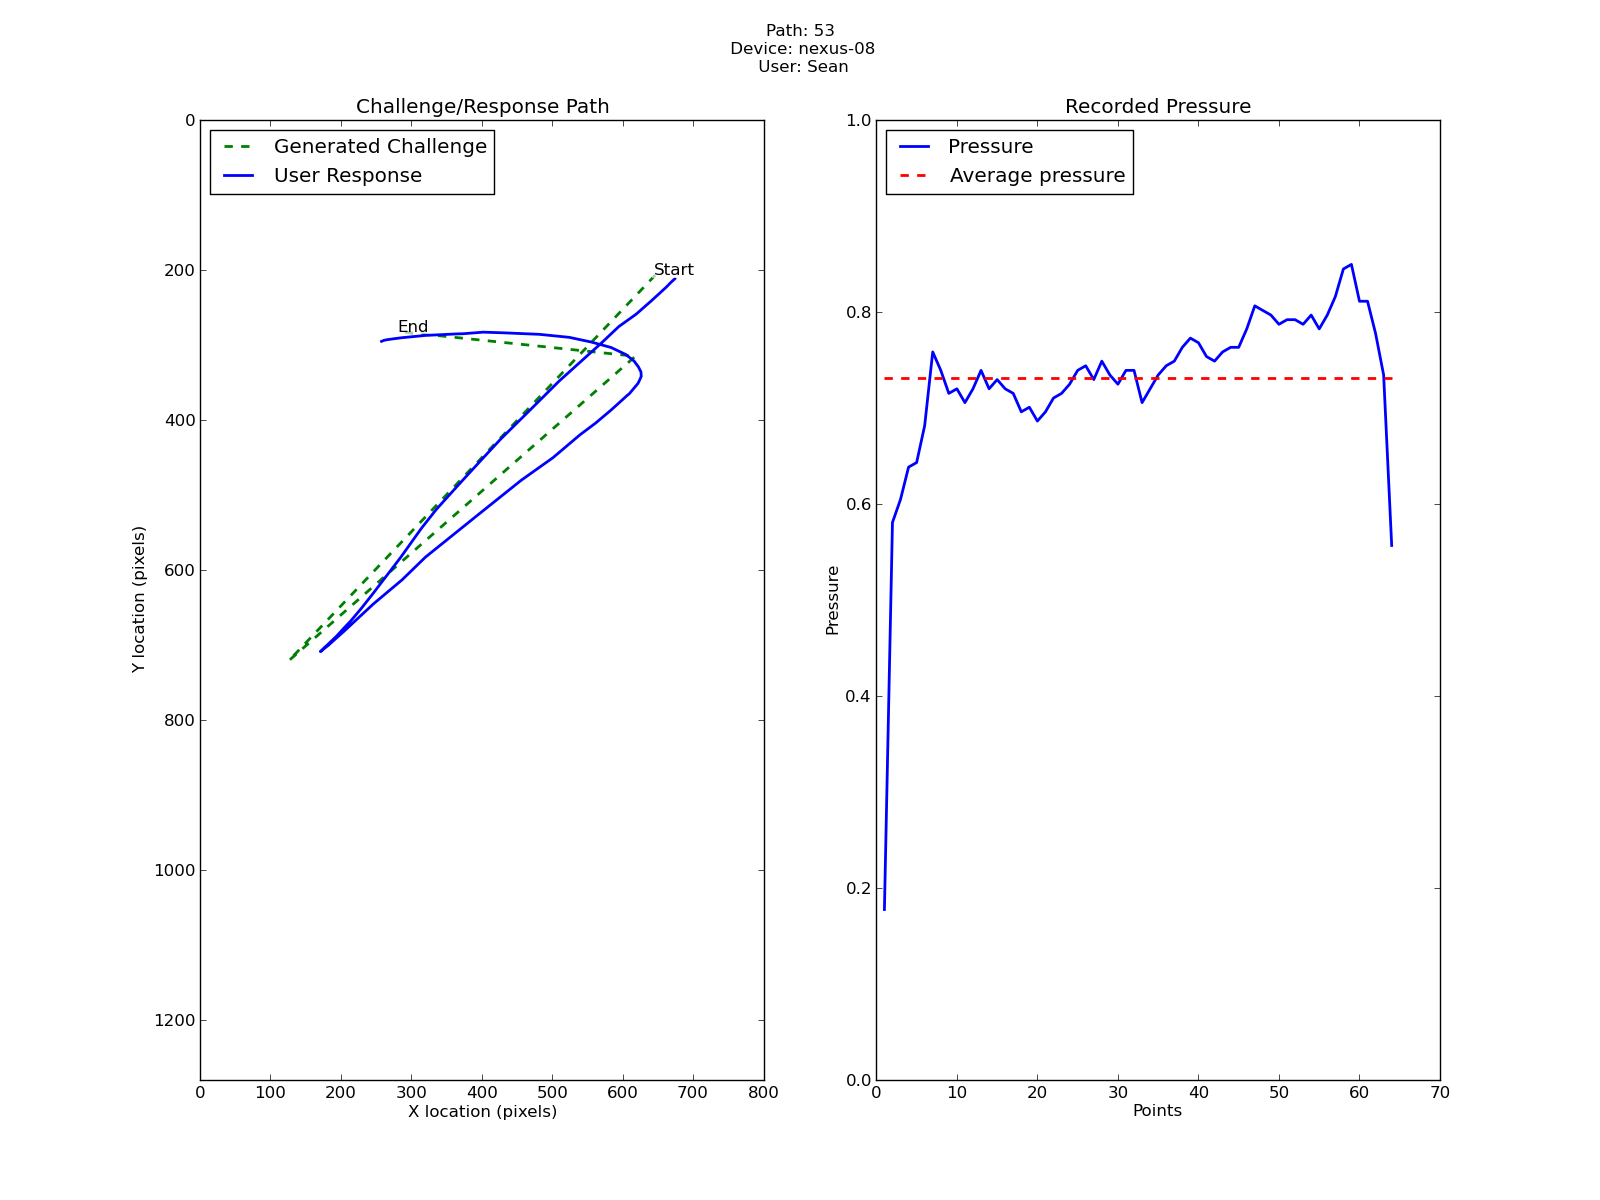 Path: 53
Device: nexus-08
User: Sean
Challenge/Response Path
Generated Challenge
User Response
Start
End
0
200
400
600
800
1000
1200
Y location (pixels)
0 100 200 300 400 500 600 700 800
X location (pixels)
Recorded Pressure
Pressure
Average pressure
1.0
0.8
0.6
0.4
0.2
0.0
Pressure
0 10 20 30 40 50 60 70
Points